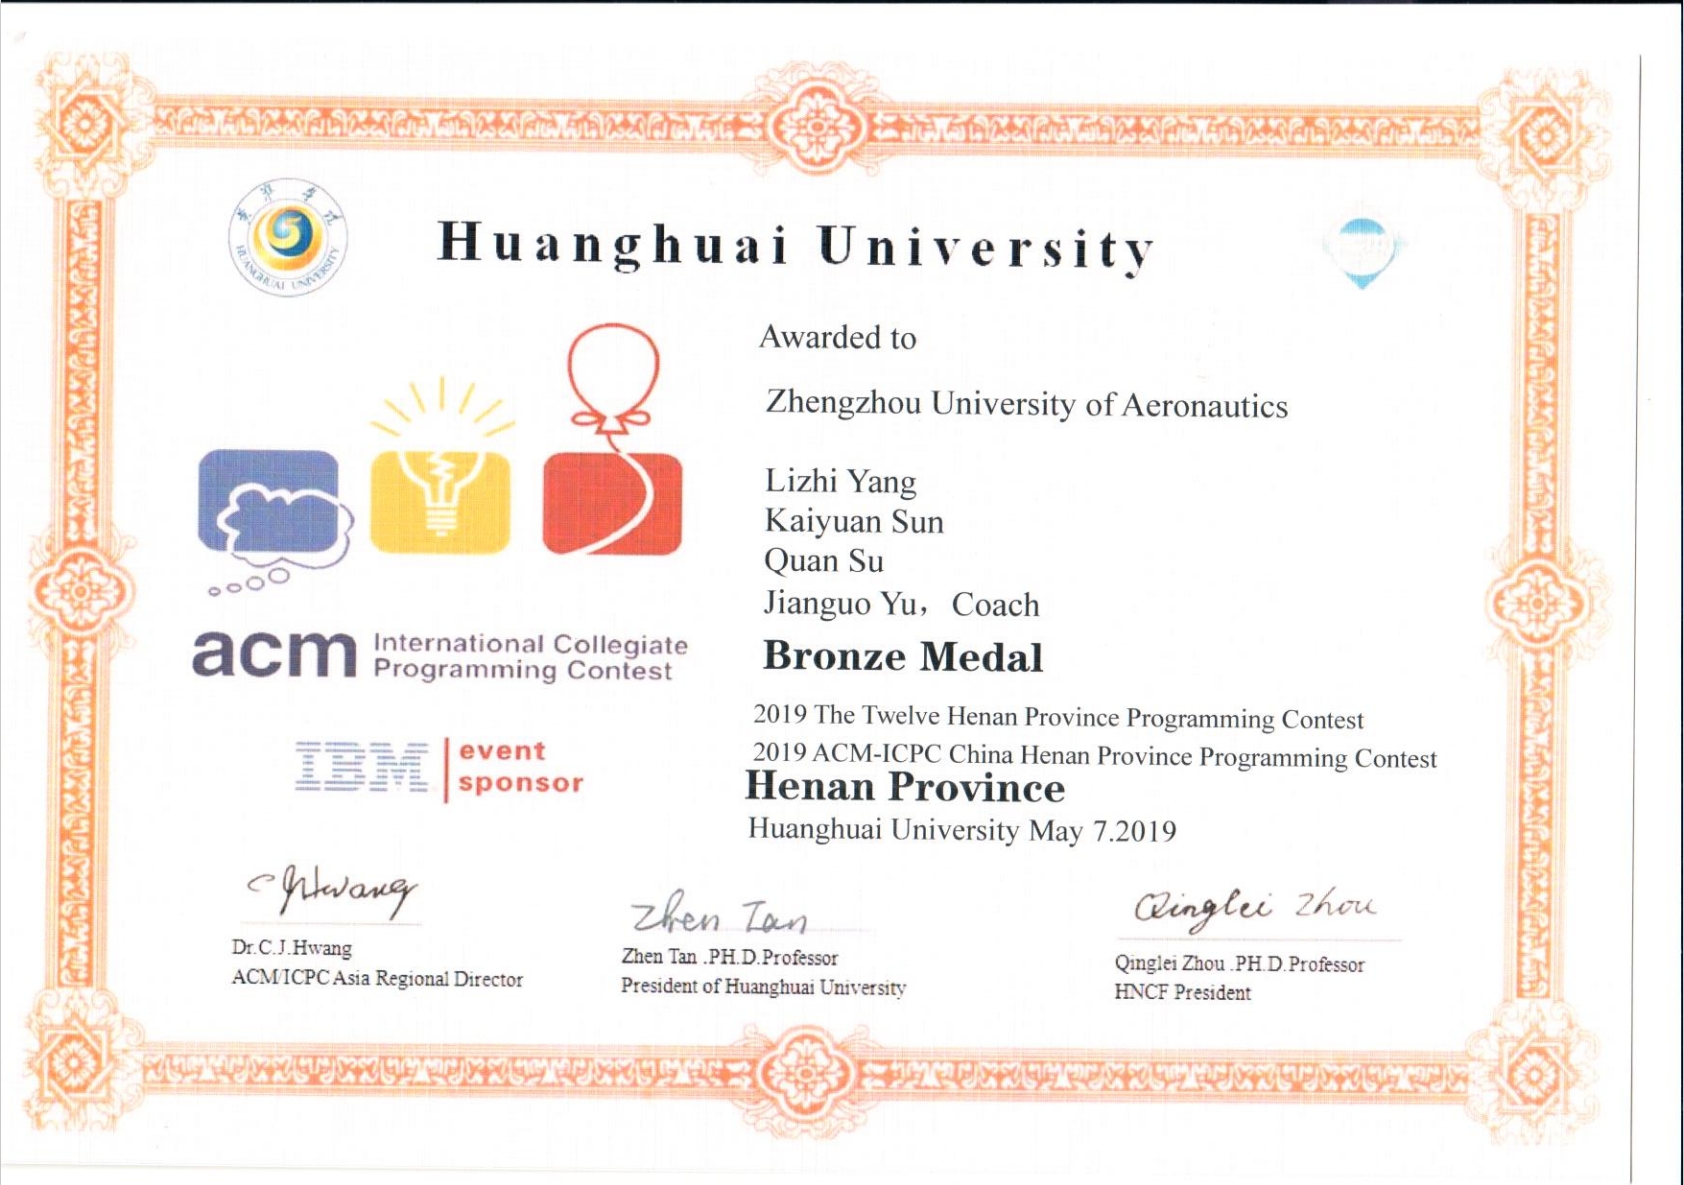 黄淮学院
HUANGHUAI UNIVERSITY
Huanghuai University
Awarded to
Zhengzhou University of Aeronautics
Lizhi Yang
Kaiyuan Sun
Quan Su
Jianguo Yu， Coach
Bronze Medal
acm International Collegiate
Programming Contest
2019 The Twelve Henan Province Programming Contest
2019 ACM-ICPC China Henan Province Programming Contest
IBM event
sponsor
Henan Province
Huanghuai University May 7.2019
CJHwang
Zhen Tan
Qinglei Zhou
Dr.C.J.Hwang
ACM/ICPC Asia Regional Director
Zhen Tan .PH.D.Professor
President of Huanghuai University
Qinglei Zhou .PH.D.Professor
HNCF President